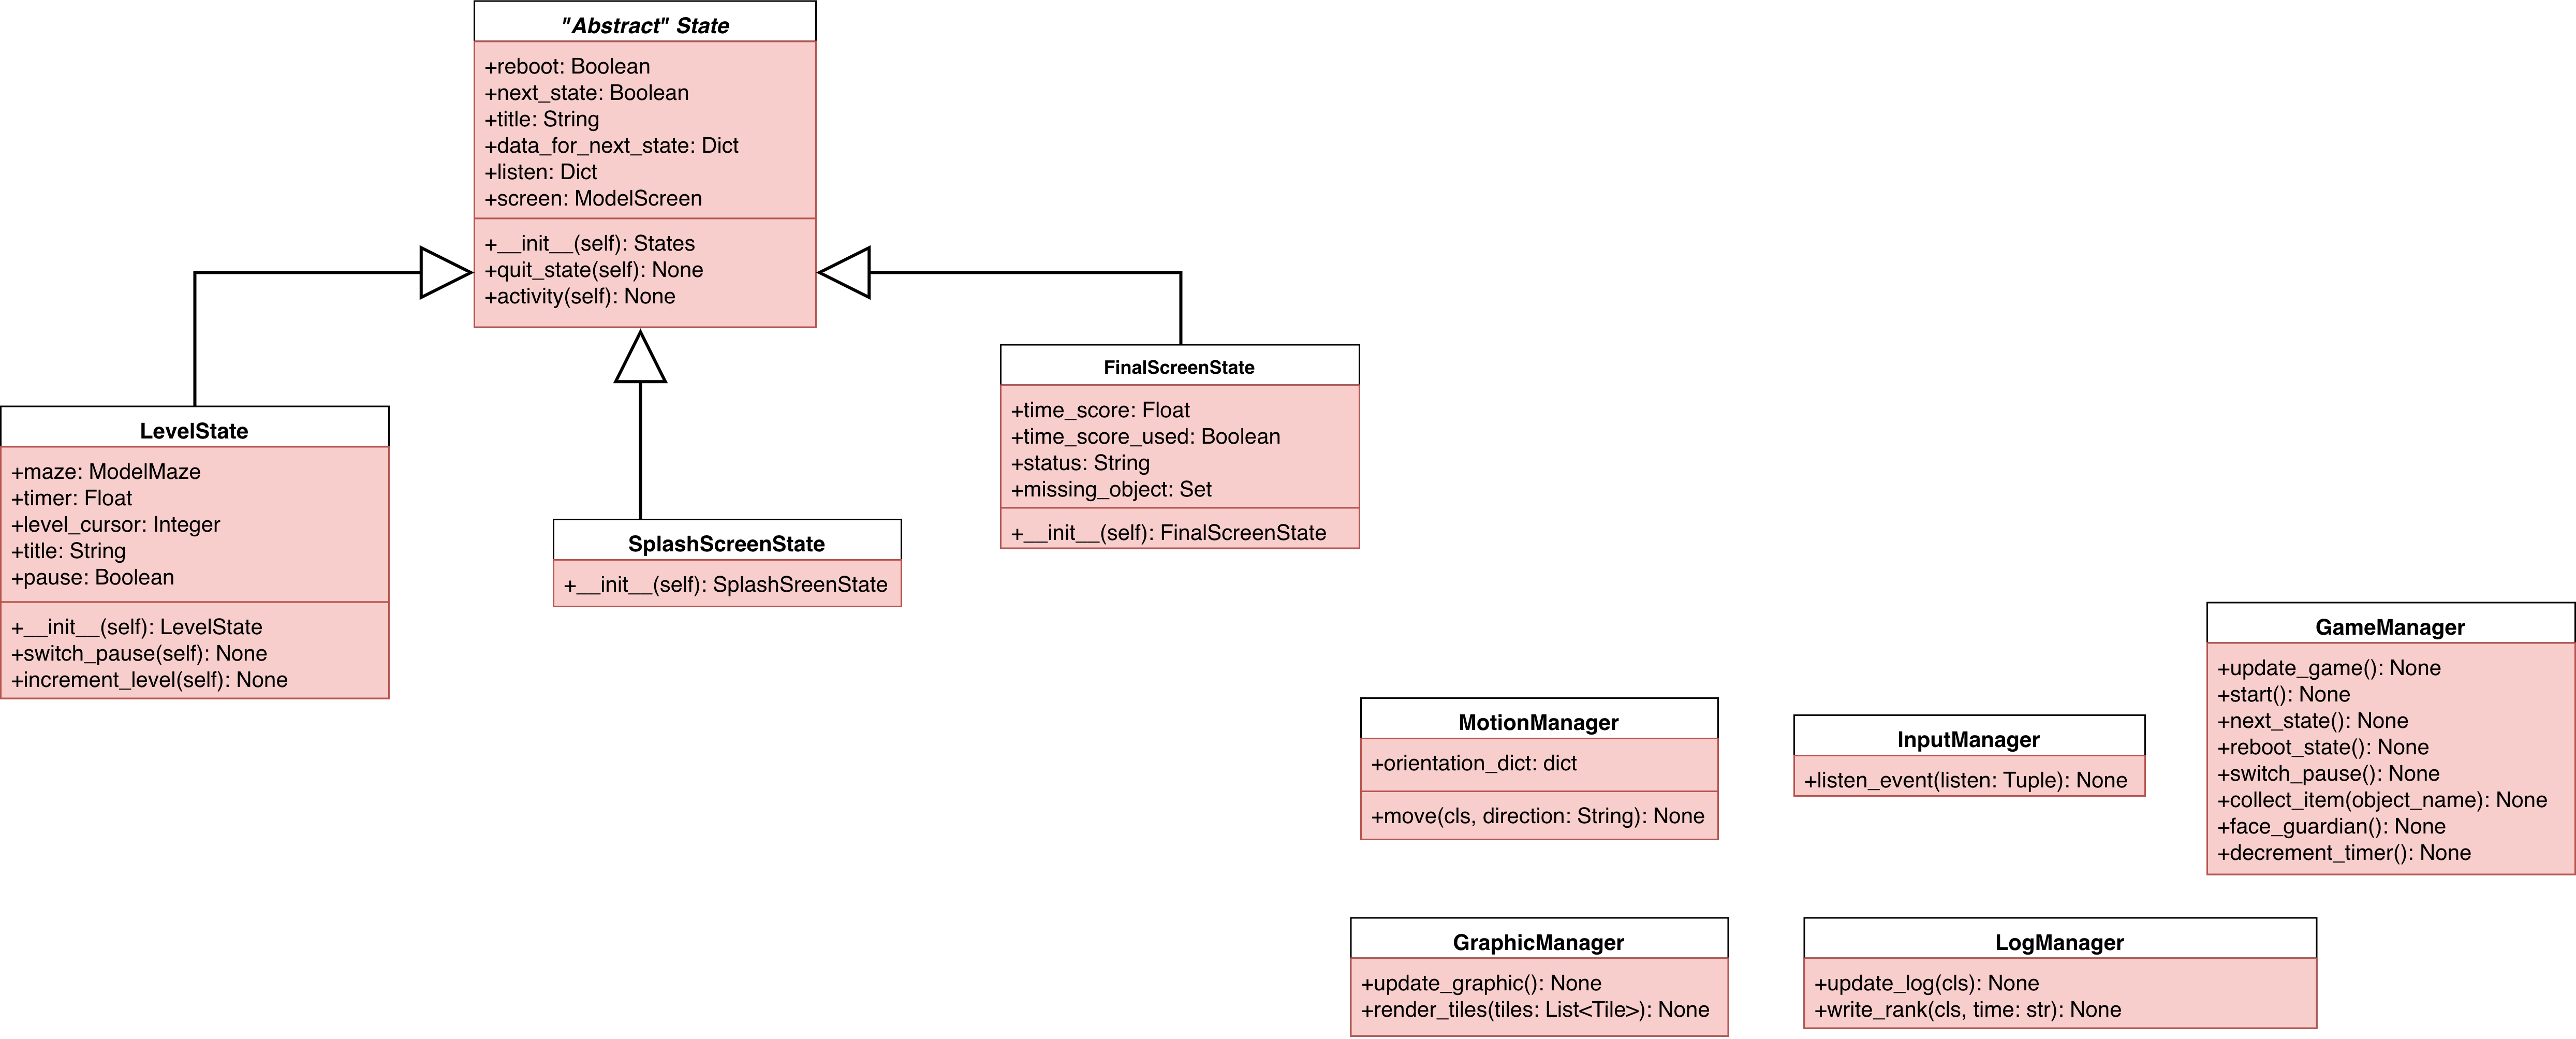 "Abstract" State
+reboot: Boolean
+next_state: Boolean
+title: String
+data_for_next_state: Dict
+listen: Dict
+screen: ModelScreen
+__init__(self): States
+quit_state(self): None
+activity(self): None
LevelState
+maze: ModelMaze
+timer: Float
+level_cursor: Integer
+title: String
+pause: Boolean
+__init__(self): LevelState
+switch_pause(self): None
+increment_level(self): None
SplashScreenState
+__init__(self): SplashSreenState
FinalScreenState
+time_score: Float
+time_score_used: Boolean
+status: String
+missing_object: Set
+__init__(self): FinalScreenState
MotionManager
+orientation_dict: dict
+move(cls, direction: String): None
InputManager
+listen_event(listen: Tuple): None
GameManager
+update_game(): None
+start(): None
+next_state(): None
+reboot_state(): None
+switch_pause(): None
+collect_item(object_name): None
+face_guardian(): None
+decrement_timer(): None
GraphicManager
+update_graphic(): None
+render_tiles(tiles: List<Tile>): None
LogManager
+update_log(cls): None
+write_rank(cls, time: str): None